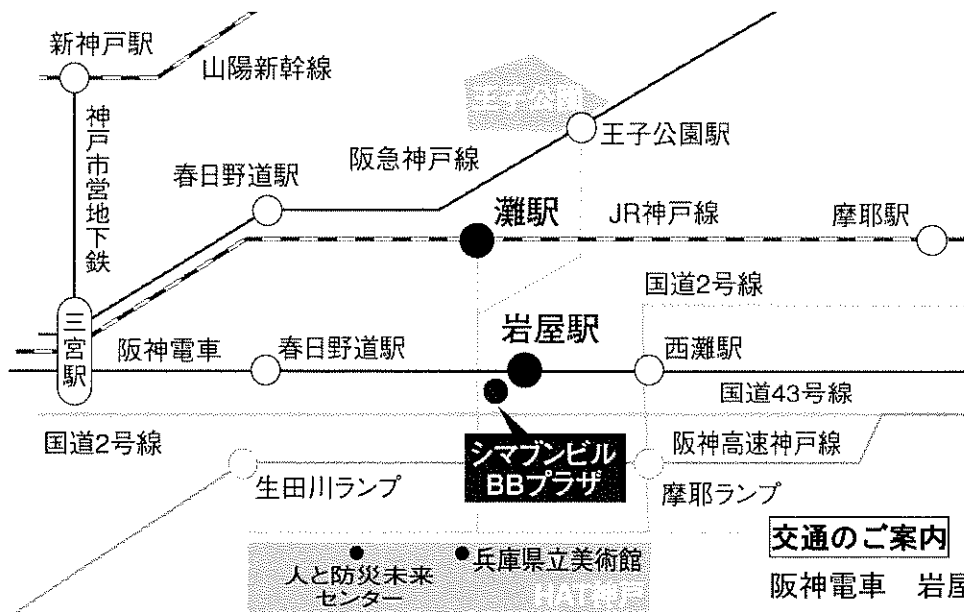 新神戸駅
山陽新幹線
王子公園
王子公園駅
神戸市営地下鉄
春日野道駅
阪急神戸線
灘駅
JR神戸線
摩耶駅
国道2号線
岩屋駅
三宮駅
阪神電車
春日野道駅
西灘駅
国道43号線
国道2号線
シマブンビル
BBプラザ
阪神高速神戸線
生田川ランプ
摩耶ランプ
交通のご案内
兵庫県立美術館
人と防災未来
センター
HAT神戸
阪神電車 岩屋